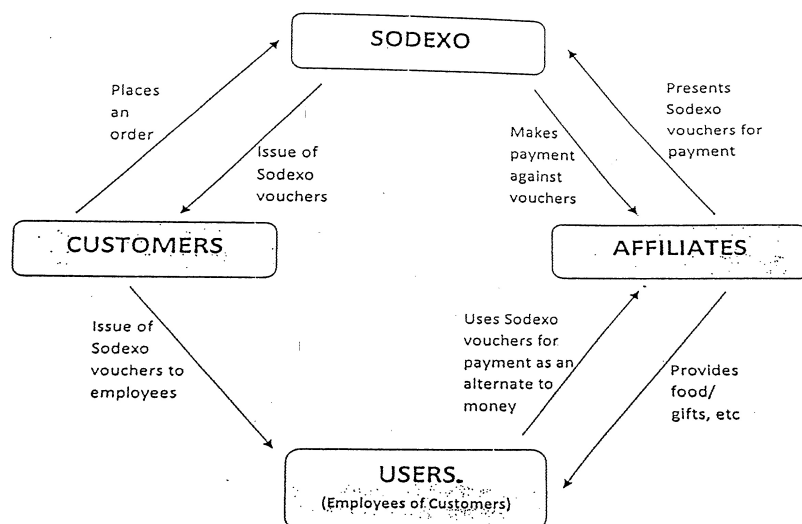 SODEXO
Places
an
order
Issue of
Sodexo
vouchers
Makes
payment
against
vouchers
Presents
Sodexo
vouchers for
payment
CUSTOMERS
AFFILIATES
Issue of
Sodexo
vouchers to
employees
Uses Sodexo
vouchers for
payment as an
alternate to
money
Provides
food/
gifts, etc
USERS.
(Employees of Customers)